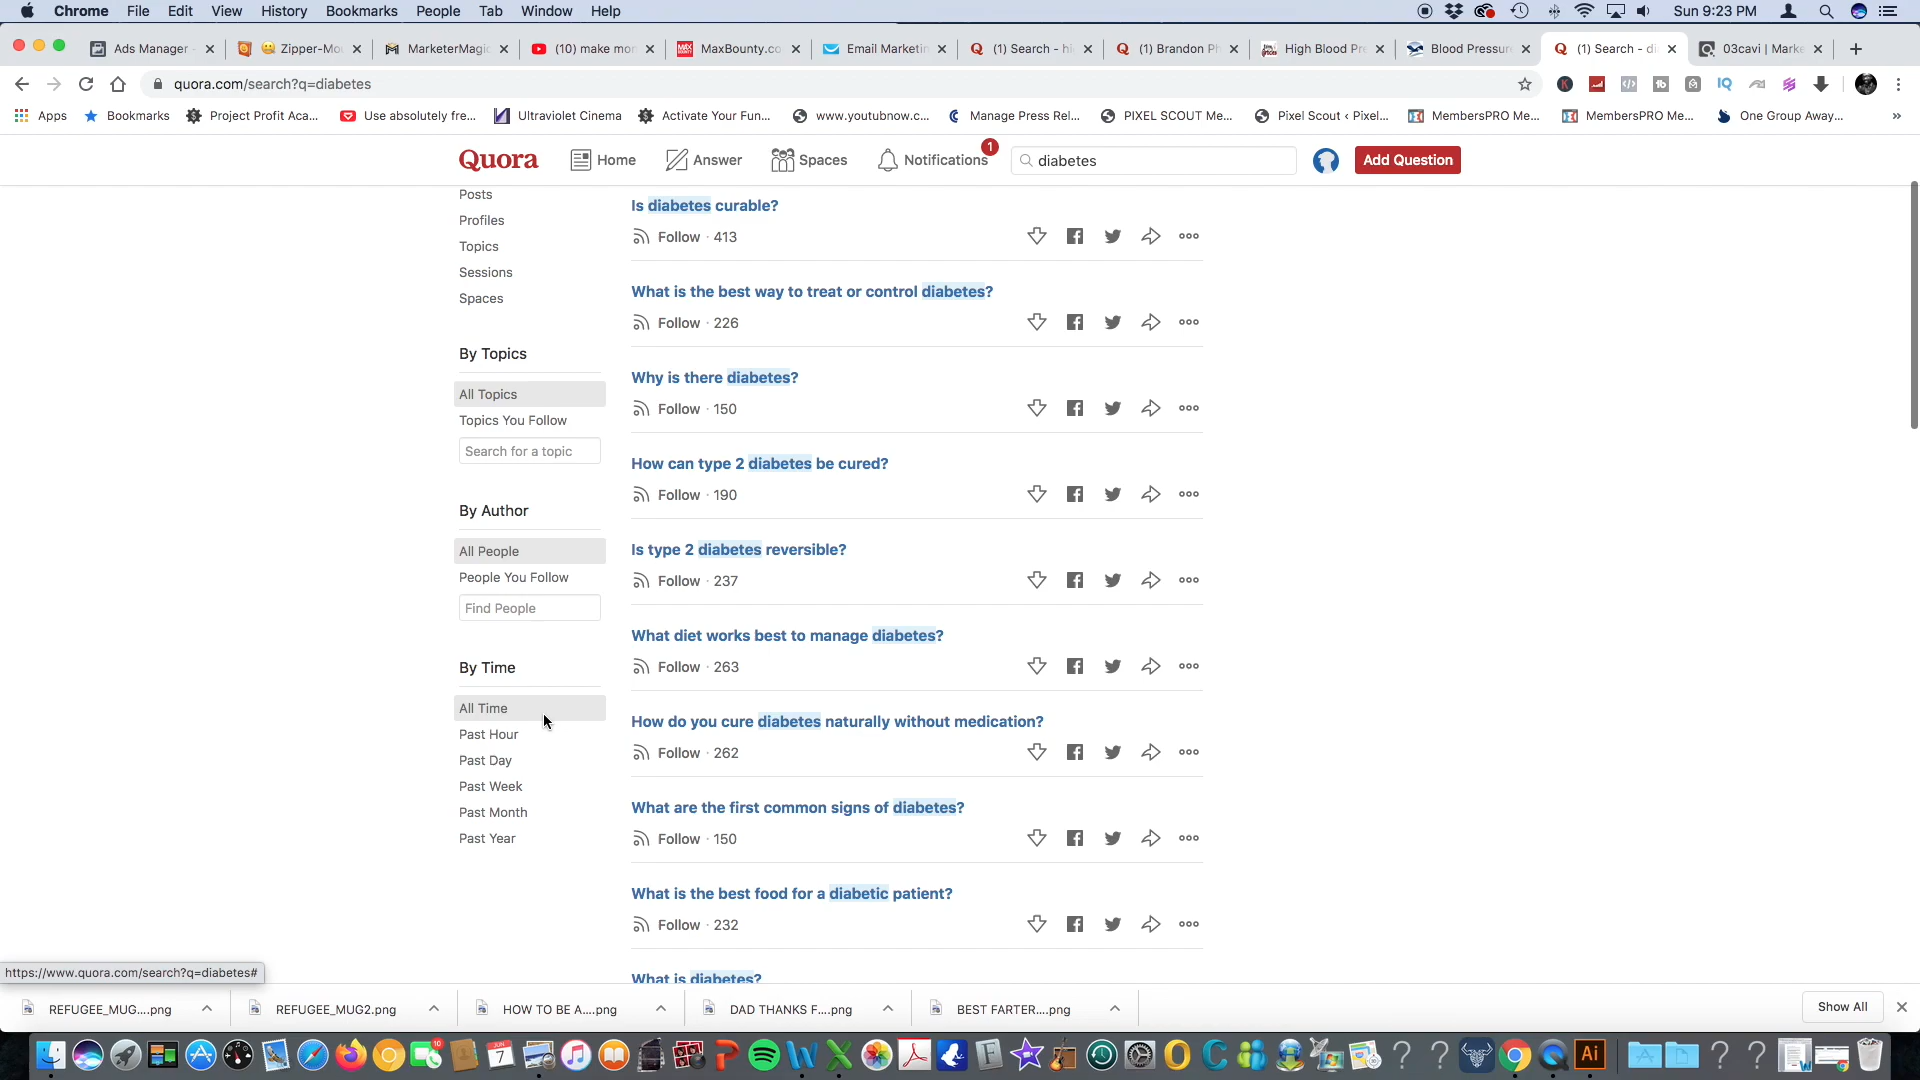 Chrome File Edit View History Bookmarks People Tab Window Help Sun 9:23 PM
Ads Manager (10) make mon MarketerMagic MaxBounty.co Email Marketin (1) Search - hi (1) Brandon Ph High Blood Pre Blood Pressure (1) Search - di 03cavi | Marke
quora.com/search?q=diabetes
Apps Bookmarks Project Profit Aca... Use absolutely fre... Ultraviolet Cinema Activate Your Fun... www.youtubnow.c... Manage Press Rel... PIXEL SCOUT Me... Pixel Scout ‹ Pixel... MembersPRO Me... MembersPRO Me... One Group Away... »
Quora Home Answer Spaces Notifications 1 diabetes Add Question
Posts
Profiles
Topics
Sessions
Spaces
By Topics
All Topics
Topics You Follow
Search for a topic
By Author
All People
People You Follow
Find People
By Time
All Time
Past Hour
Past Day
Past Week
Past Month
Past Year
Is diabetes curable?
Follow · 413
What is the best way to treat or control diabetes?
Follow · 226
Why is there diabetes?
Follow · 150
How can type 2 diabetes be cured?
Follow · 190
Is type 2 diabetes reversible?
Follow · 237
What diet works best to manage diabetes?
Follow · 263
How do you cure diabetes naturally without medication?
Follow · 262
What are the first common signs of diabetes?
Follow · 150
What is the best food for a diabetic patient?
Follow · 232
What is diabetes?
https://www.quora.com/search?q=diabetes#
REFUGEE_MUG....png REFUGEE_MUG2.png HOW TO BE A....png DAD THANKS F....png BEST FARTER....png Show All